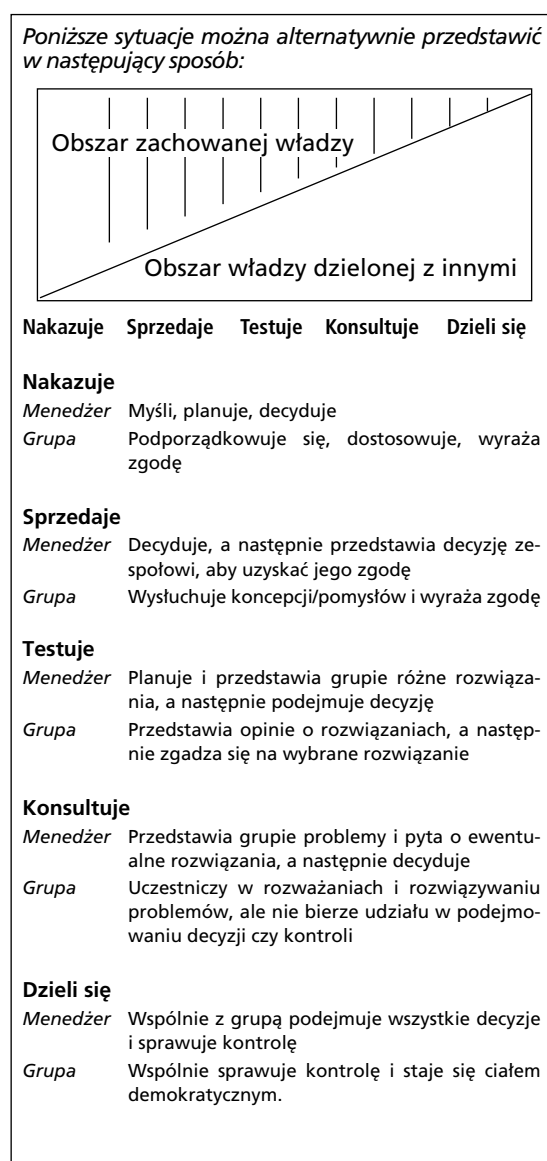 Poniższe sytuacje można alternatywnie przedstawić
w następujący sposób:
Obszar zachowanej władzy
Obszar władzy dzielonej z innymi
Nakazuje Sprzedaje Testuje Konsultuje Dzieli się
Nakazuje
Menedżer Myśli, planuje, decyduje
Grupa Podporządkowuje się, dostosowuje, wyraża
zgodę
Sprzedaje
Menedżer Decyduje, a następnie przedstawia decyzję ze-
społowi, aby uzyskać jego zgodę
Grupa Wysłuchuje koncepcji/pomysłów i wyraża zgodę
Testuje
Menedżer Planuje i przedstawia grupie różne rozwiąza-
nia, a następnie podejmuje decyzję
Grupa Przedstawia opinie o rozwiązaniach, a następ-
nie zgadza się na wybrane rozwiązanie
Konsultuje
Menedżer Przedstawia grupie problemy i pyta o ewentu-
alne rozwiązania, a następnie decyduje
Grupa Uczestniczy w rozważaniach i rozwiązywaniu
problemów, ale nie bierze udziału w podejmo-
waniu decyzji czy kontroli
Dzieli się
Menedżer Wspólnie z grupą podejmuje wszystkie decyzje
i sprawuje kontrolę
Grupa Wspólnie sprawuje kontrolę i staje się ciałem
demokratycznym.